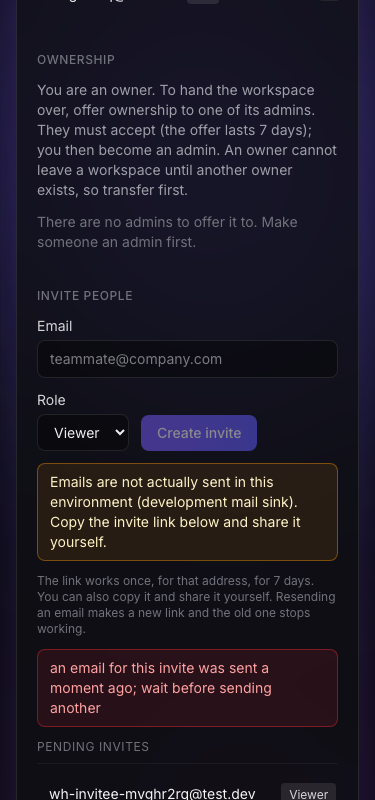 OWNERSHIP
You are an owner. To hand the workspace
over, offer ownership to one of its admins.
They must accept (the offer lasts 7 days);
you then become an admin. An owner cannot
leave a workspace until another owner
exists, so transfer first.
There are no admins to offer it to. Make
someone an admin first.
INVITE PEOPLE
Email
teammate@company.com
Role
Viewer
Create invite
Emails are not actually sent in this
environment (development mail sink).
Copy the invite link below and share it
yourself.
The link works once, for that address, for 7 days.
You can also copy it and share it yourself. Resending
an email makes a new link and the old one stops
working.
an email for this invite was sent a
moment ago; wait before sending
another
PENDING INVITES
wh-invitee-mvghr2rq@test.dev
Viewer